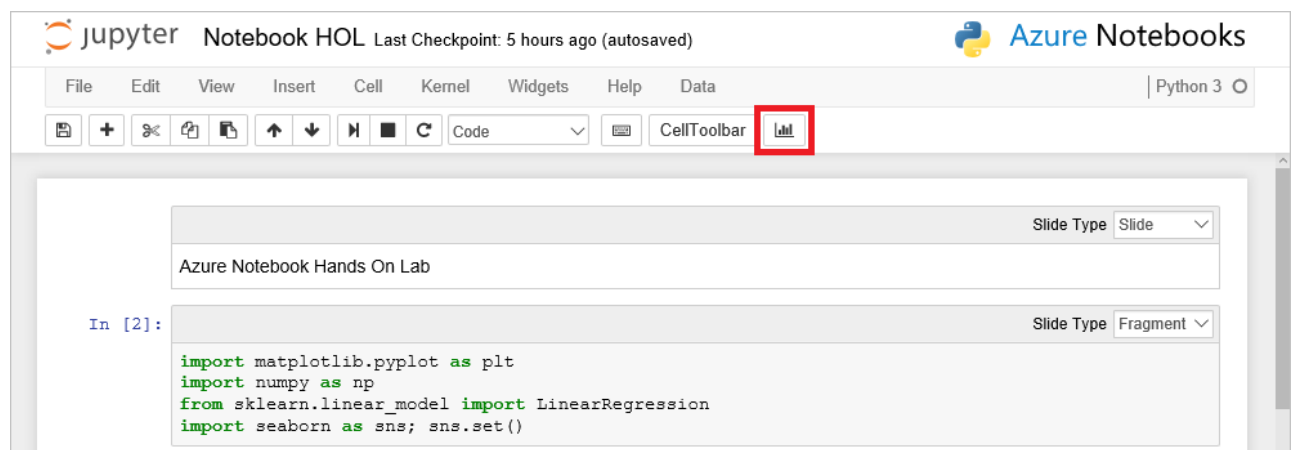 jupyter Notebook HOL Last Checkpoint: 5 hours ago (autosaved) Azure Notebooks
File Edit View Insert Cell Kernel Widgets Help Data Python 3
Code CellToolbar
Slide Type Slide
Azure Notebook Hands On Lab
In [2]: Slide Type Fragment
import matplotlib.pyplot as plt
import numpy as np
from sklearn.linear_model import LinearRegression
import seaborn as sns; sns.set()